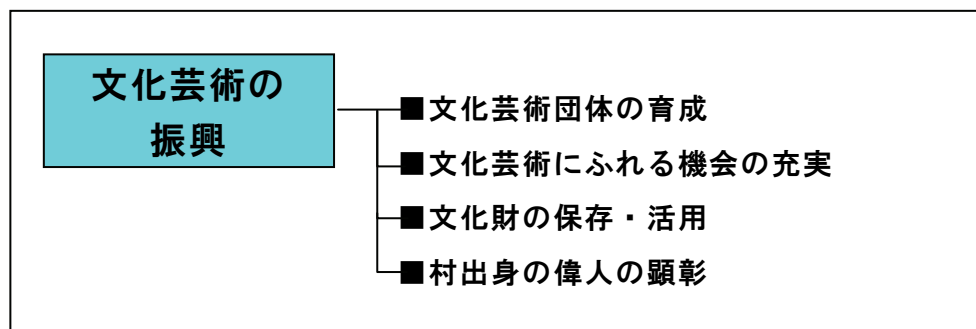 文化芸術の
振興
■文化芸術団体の育成
■文化芸術にふれる機会の充実
■文化財の保存・活用
■村出身の偉人の顕彰